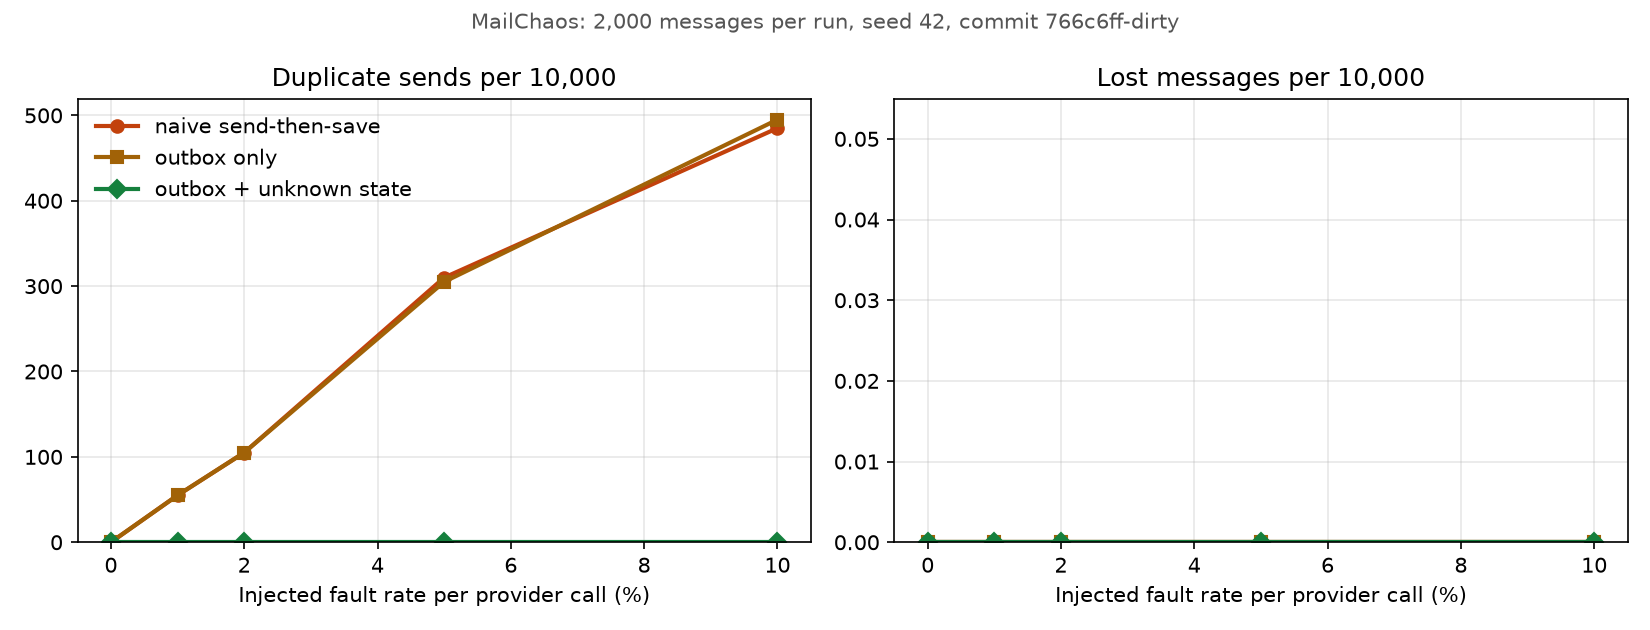 MailChaos: 2,000 messages per run, seed 42, commit 766c6ff-dirty
Duplicate sends per 10,000
500
400
300
200
100
0
naive send-then-save
outbox only
outbox + unknown state
0 2 4 6 8 10
Injected fault rate per provider call (%)
Lost messages per 10,000
0.05
0.04
0.03
0.02
0.01
0.00
0 2 4 6 8 10
Injected fault rate per provider call (%)